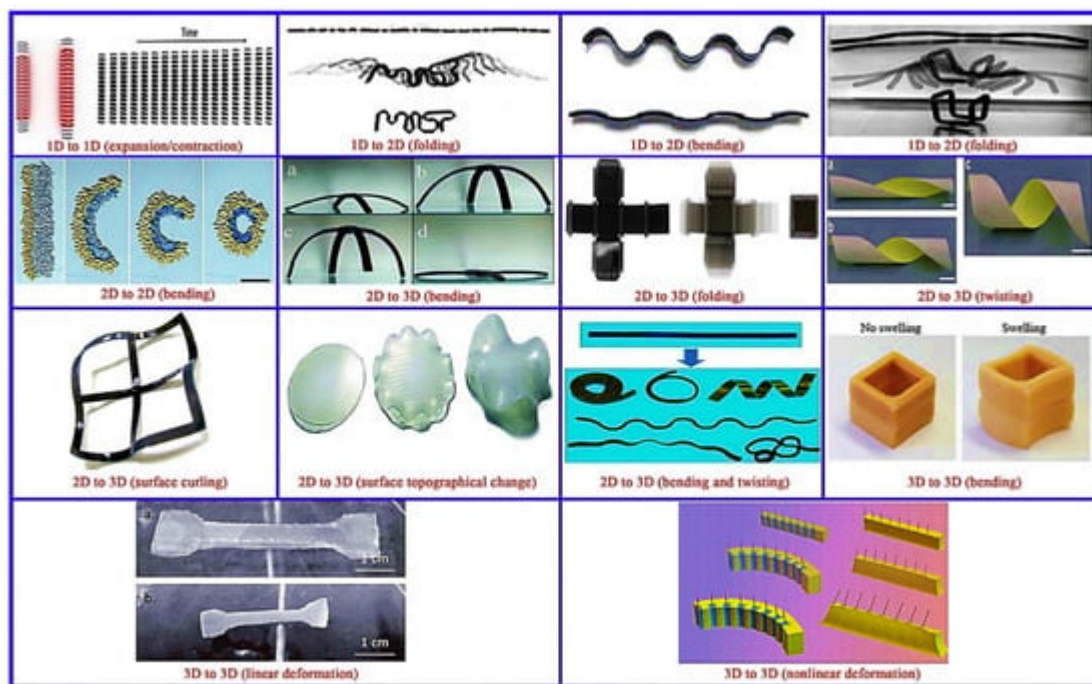 Time
1D to 1D (expansion/contraction)
1D to 2D (folding)
1D to 2D (bending)
1D to 2D (folding)
2D to 2D (bending)
a
b
c
d
2D to 3D (bending)
2D to 3D (folding)
a
c
b
2D to 3D (twisting)
2D to 3D (surface curling)
2D to 3D (surface topographical change)
2D to 3D (bending and twisting)
No swelling
Swelling
3D to 3D (bending)
a.
1 cm
b.
1 cm
3D to 3D (linear deformation)
3D to 3D (nonlinear deformation)